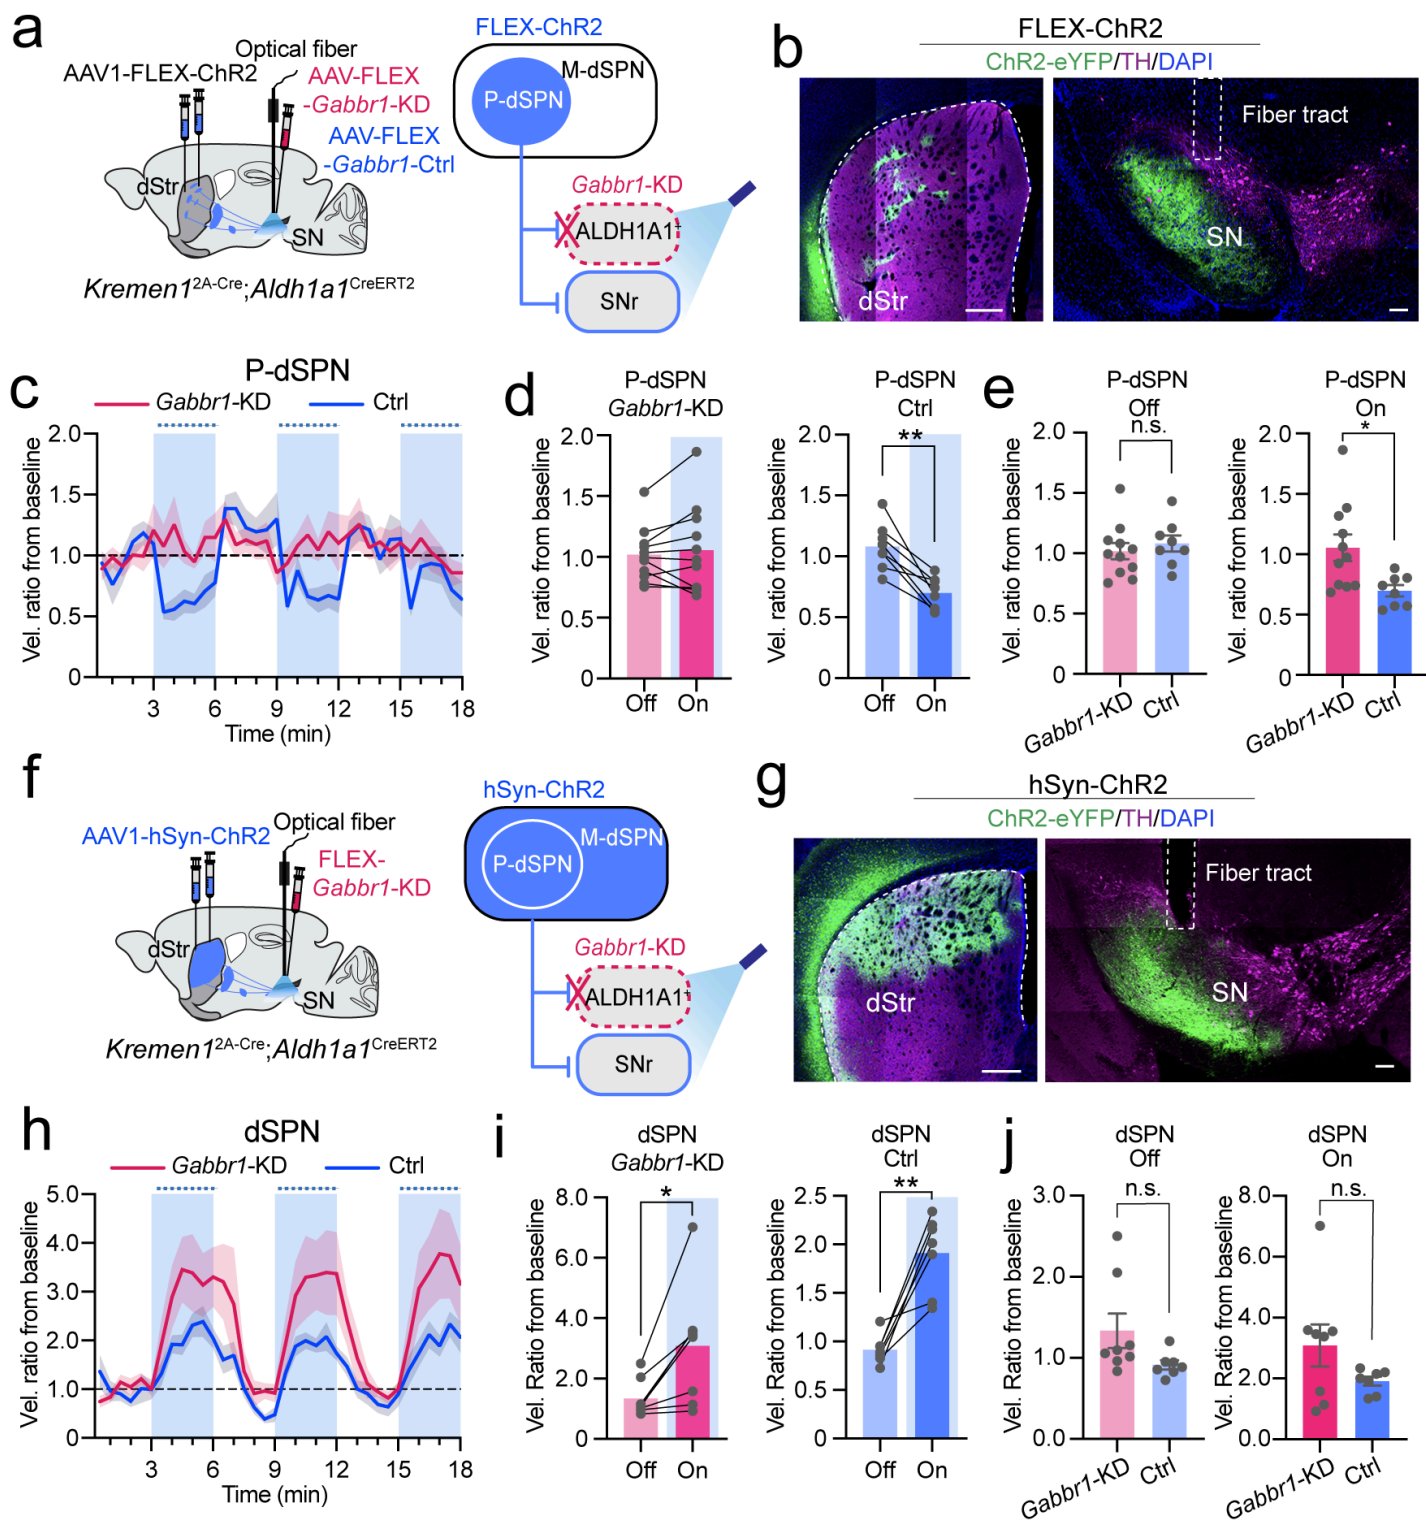 a
Optical fiber
AAV1-FLEX-ChR2
AAV-FLEX
-Gabbr1-KD
AAV-FLEX
-Gabbr1-Ctrl
dStr
SN
Kremen12A-Cre;Aldh1a1CreERT2
FLEX-ChR2
M-dSPN
P-dSPN
Gabbr1-KD
ALDH1A1+
SNr
b
FLEX-ChR2
ChR2-eYFP/TH/DAPI
dStr
Fiber tract
SN
c
P-dSPN
Gabbr1-KD
Ctrl
Vel. ratio from baseline
2.0
1.5
1.0
0.5
0
3
6
9
12
15
18
Time (min)
d
P-dSPN
Gabbr1-KD
Vel. ratio from baseline
2.0
1.5
1.0
0.5
0
Off
On
P-dSPN
Ctrl
**
Vel. ratio from baseline
2.0
1.5
1.0
0.5
0
Off
On
e
P-dSPN
Off
n.s.
Vel. ratio from baseline
2.0
1.5
1.0
0.5
0
Gabbr1-KD
Ctrl
P-dSPN
On
*
Vel. ratio from baseline
2.0
1.5
1.0
0.5
0
Gabbr1-KD
Ctrl
f
AAV1-hSyn-ChR2
Optical fiber
FLEX-
Gabbr1-KD
dStr
SN
Kremen12A-Cre;Aldh1a1CreERT2
hSyn-ChR2
M-dSPN
P-dSPN
Gabbr1-KD
ALDH1A1+
SNr
g
hSyn-ChR2
ChR2-eYFP/TH/DAPI
dStr
Fiber tract
SN
h
dSPN
Gabbr1-KD
Ctrl
Vel. ratio from baseline
5.0
4.0
3.0
2.0
1.0
0
3
6
9
12
15
18
Time (min)
i
dSPN
Gabbr1-KD
*
Vel. Ratio from baseline
8.0
6.0
4.0
2.0
0
Off
On
dSPN
Ctrl
**
Vel. Ratio from baseline
2.5
2.0
1.5
1.0
0.5
0
Off
On
j
dSPN
Off
n.s.
Vel. Ratio from baseline
3.0
2.0
1.0
0.0
Gabbr1-KD
Ctrl
dSPN
On
n.s.
Vel. Ratio from baseline
8.0
6.0
4.0
2.0
0.0
Gabbr1-KD
Ctrl